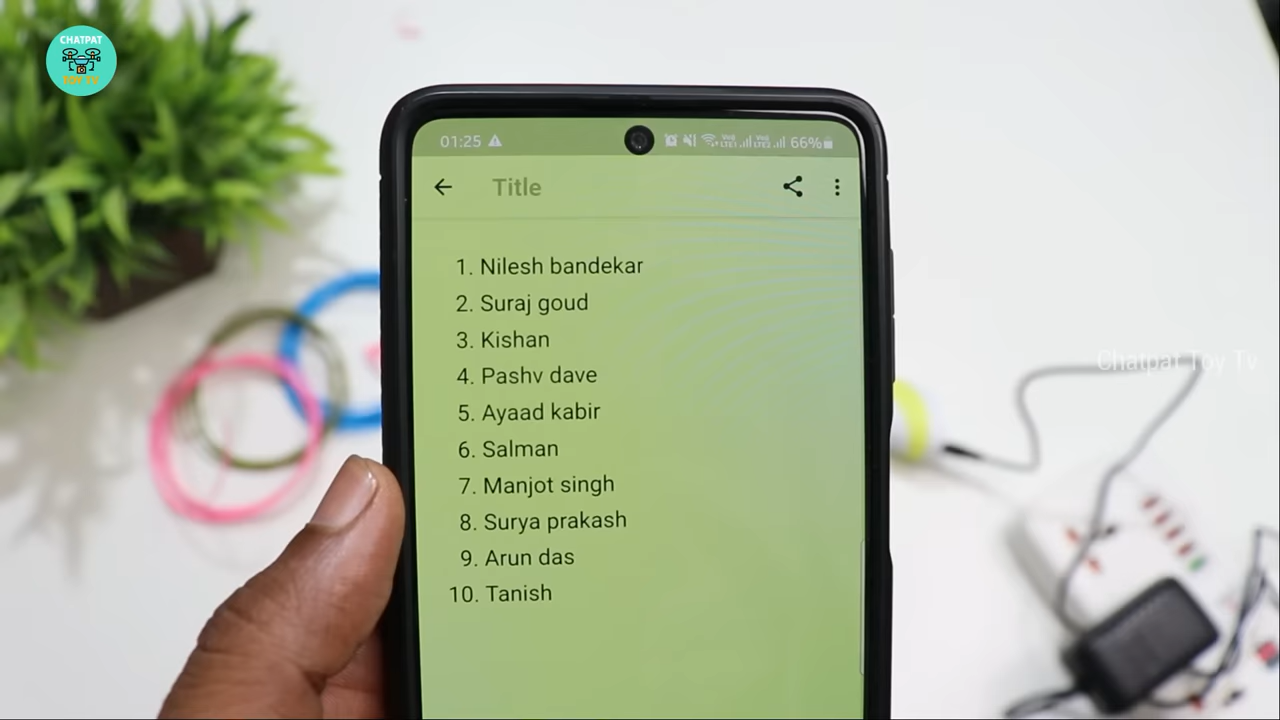 CHATPAT
TOY TV
01:25
66%
Title
1. Nilesh bandekar
2. Suraj goud
3. Kishan
4. Pashv dave
5. Ayaad kabir
6. Salman
7. Manjot singh
8. Surya prakash
9. Arun das
10. Tanish
Chatpat Toy Tv